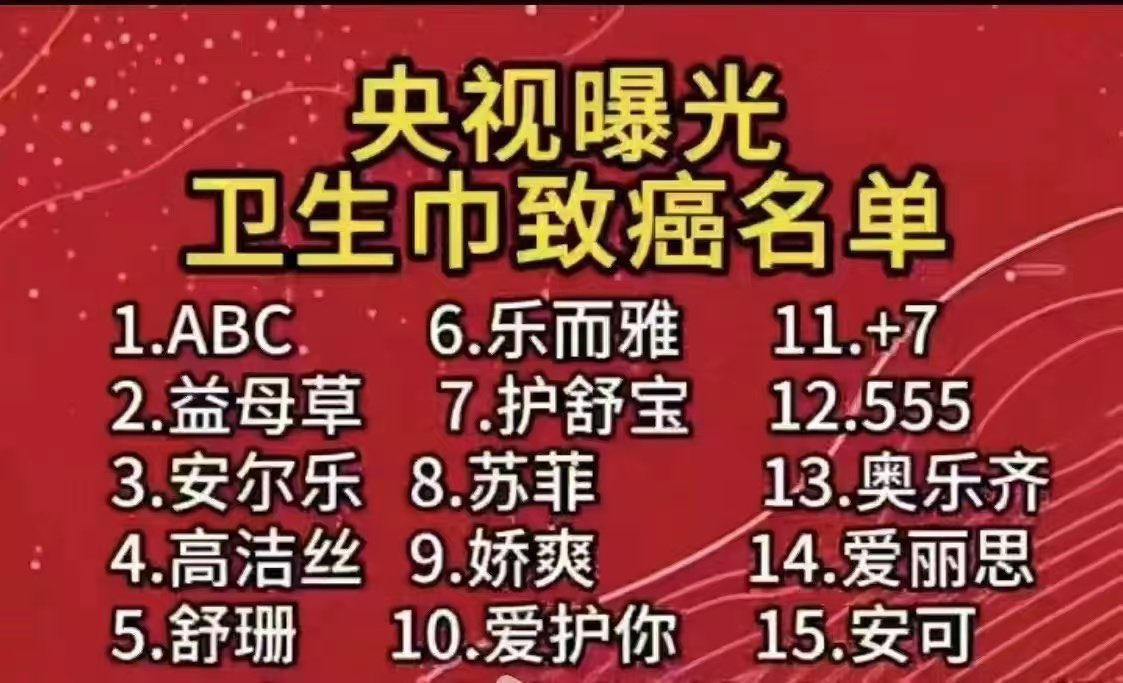 央视曝光
卫生巾致癌名单
1.ABC 6.乐而雅 11.+7
2.益母草 7.护舒宝 12.555
3.安尔乐 8.苏菲 13.奥乐齐
4.高洁丝 9.娇爽 14.爱丽思
5.舒珊 10.爱护你 15.安可